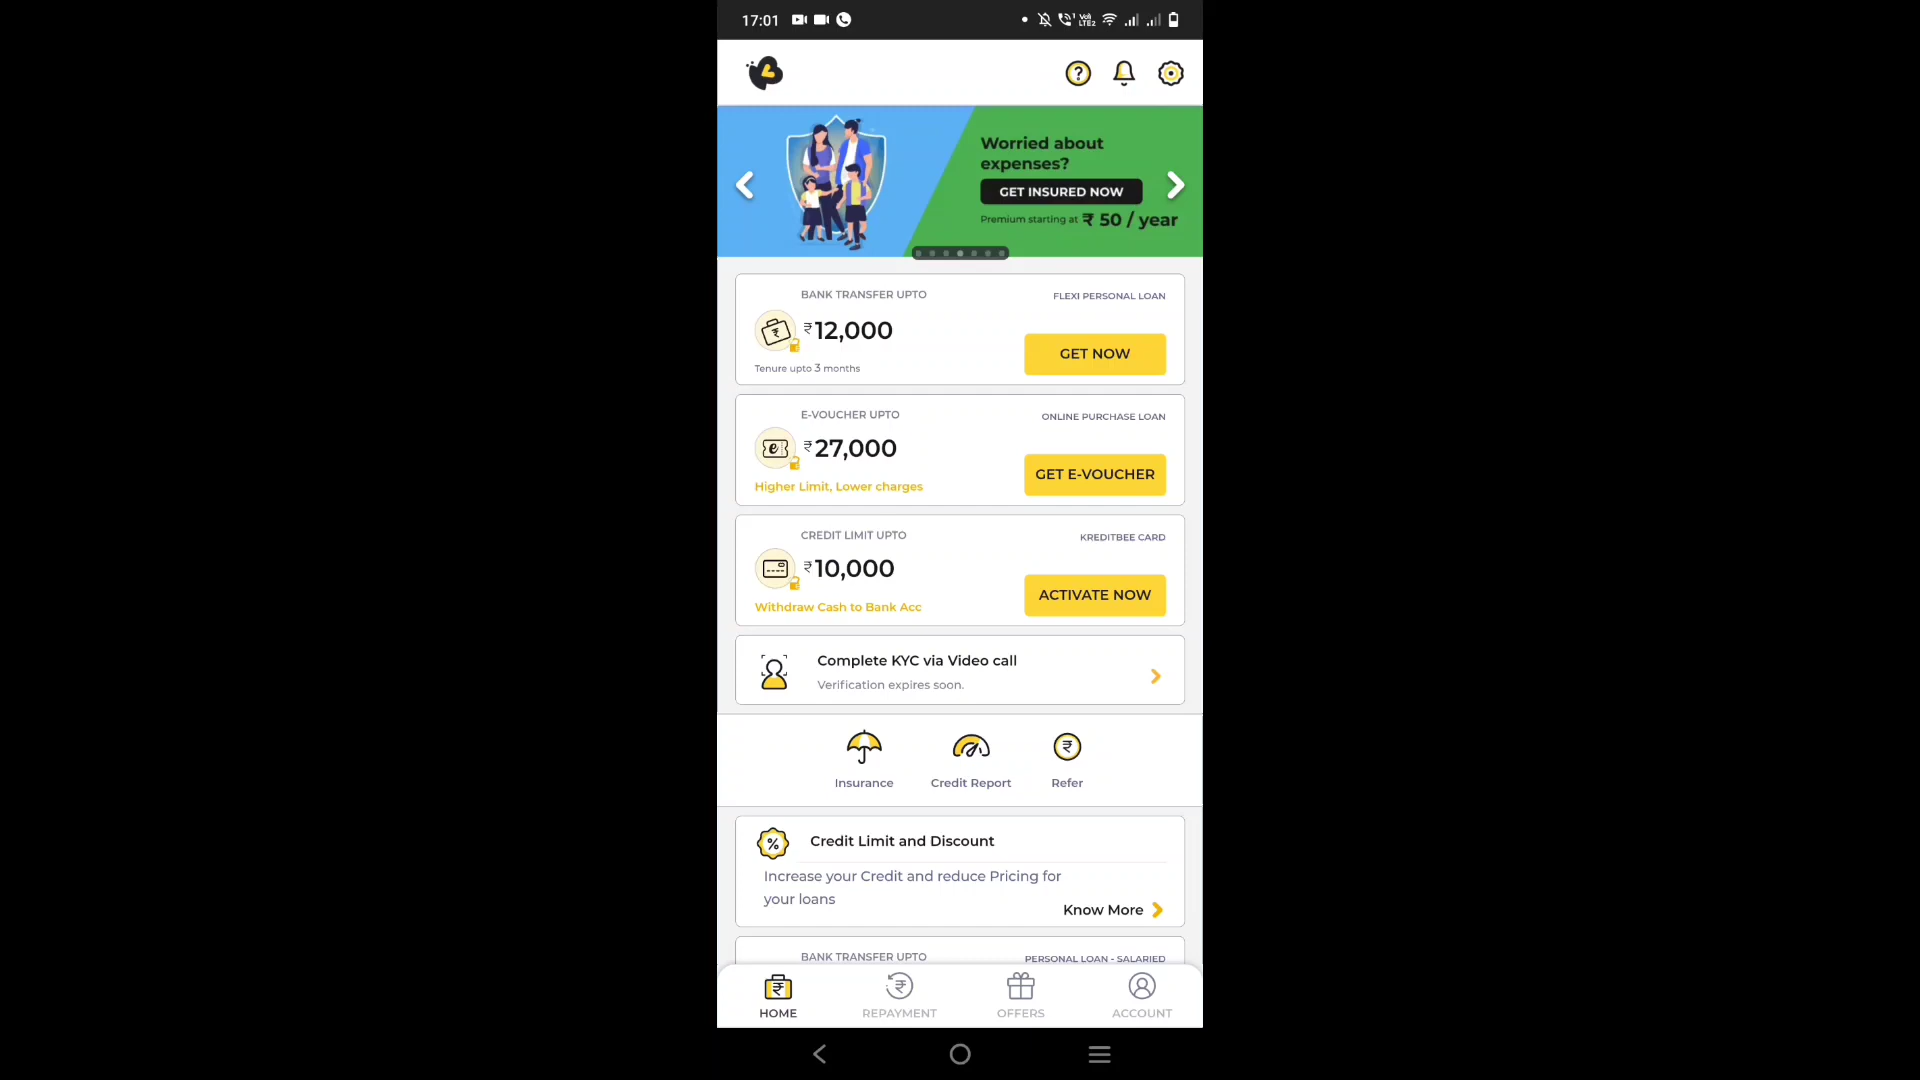 17:01
Worried about
expenses?
GET INSURED NOW
Premium starting at ₹ 50 / year
BANK TRANSFER UPTO
FLEXI PERSONAL LOAN
₹12,000
GET NOW
Tenure upto 3 months
E-VOUCHER UPTO
ONLINE PURCHASE LOAN
₹27,000
GET E-VOUCHER
Higher Limit, Lower charges
CREDIT LIMIT UPTO
KREDITBEE CARD
₹10,000
ACTIVATE NOW
Withdraw Cash to Bank Acc
Complete KYC via Video call
Verification expires soon.
Insurance
Credit Report
Refer
Credit Limit and Discount
Increase your Credit and reduce Pricing for
your loans
Know More
BANK TRANSFER UPTO
PERSONAL LOAN - SALARIED
HOME
REPAYMENT
OFFERS
ACCOUNT